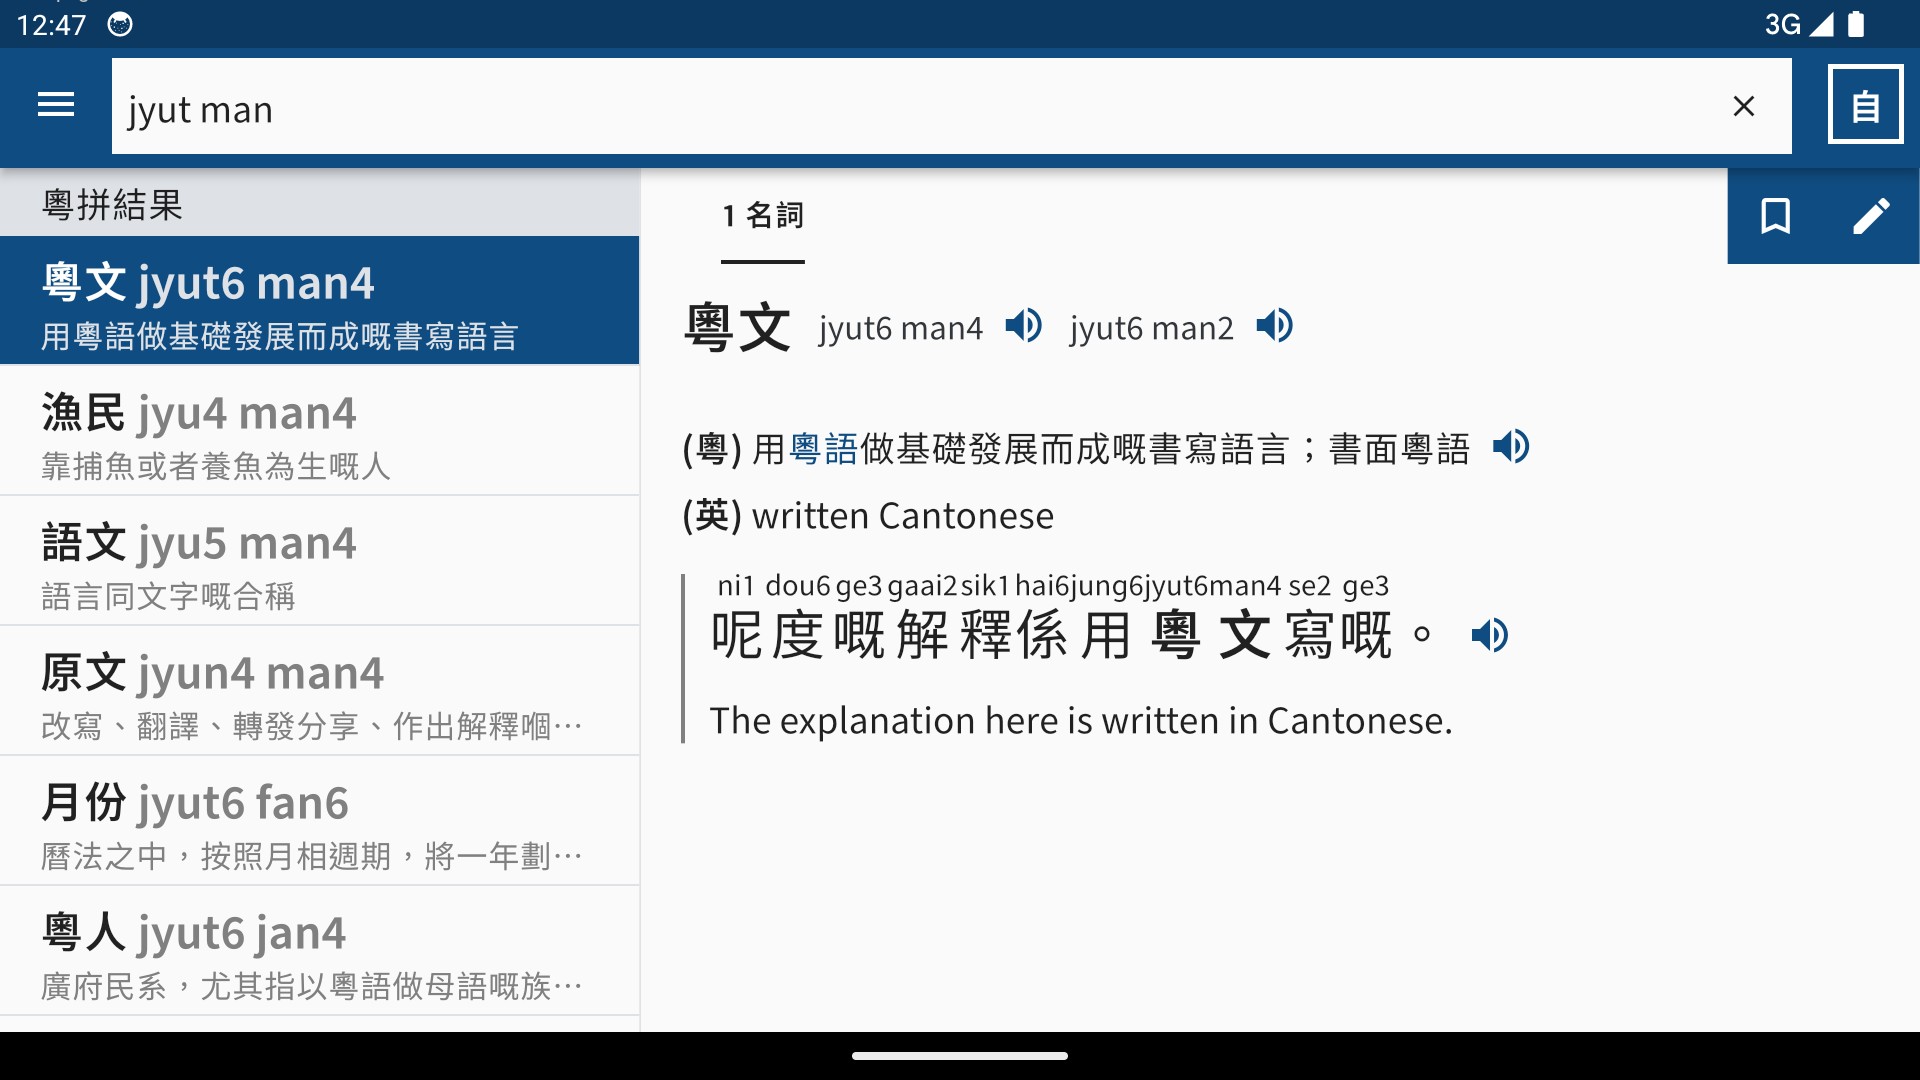 12:47
3G
jyut man
自
粵拼結果
粵文 jyut6 man4
用粵語做基礎發展而成嘅書寫語言
漁民 jyu4 man4
靠捕魚或者養魚為生嘅人
語文 jyu5 man4
語言同文字嘅合稱
原文 jyun4 man4
改寫、翻譯、轉發分享、作出解釋嗰…
月份 jyut6 fan6
曆法之中，按照月相週期，將一年劃…
粵人 jyut6 jan4
廣府民系，尤其指以粵語做母語嘅族…
1 名詞
粵文 jyut6 man4 jyut6 man2
(粵) 用粵語做基礎發展而成嘅書寫語言；書面粵語
(英) written Cantonese
ni1 dou6 ge3 gaai2 sik1 hai6 jung6 jyut6 man4 se2 ge3
呢度嘅解釋係用粵文寫嘅。
The explanation here is written in Cantonese.